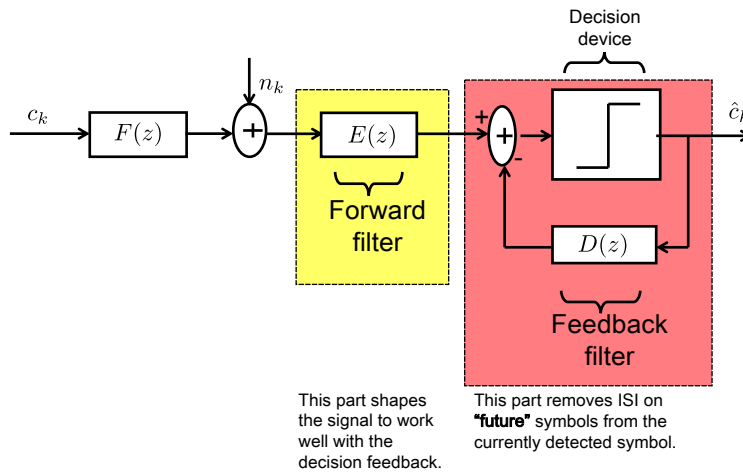 Decision
device
n_k
c_k
F(z)
+
E(z)
+
+
-
ĉ_k
Forward
filter
D(z)
Feedback
filter
This part shapes
the signal to work
well with the
decision feedback.
This part removes ISI on
“future” symbols from the
currently detected symbol.